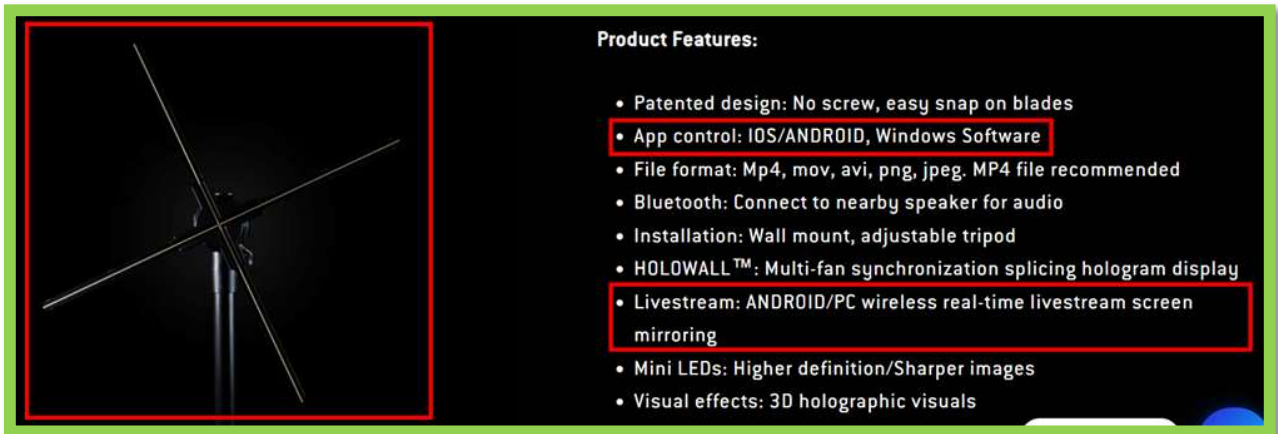 Product Features:
• Patented design: No screw, easy snap on blades
• App control: IOS/ANDROID, Windows Software
• File format: Mp4, mov, avi, png, jpeg. MP4 file recommended
• Bluetooth: Connect to nearby speaker for audio
• Installation: Wall mount, adjustable tripod
• HOLOWALL™: Multi-fan synchronization splicing hologram display
• Livestream: ANDROID/PC wireless real-time livestream screen
mirroring
• Mini LEDs: Higher definition/Sharper images
• Visual effects: 3D holographic visuals